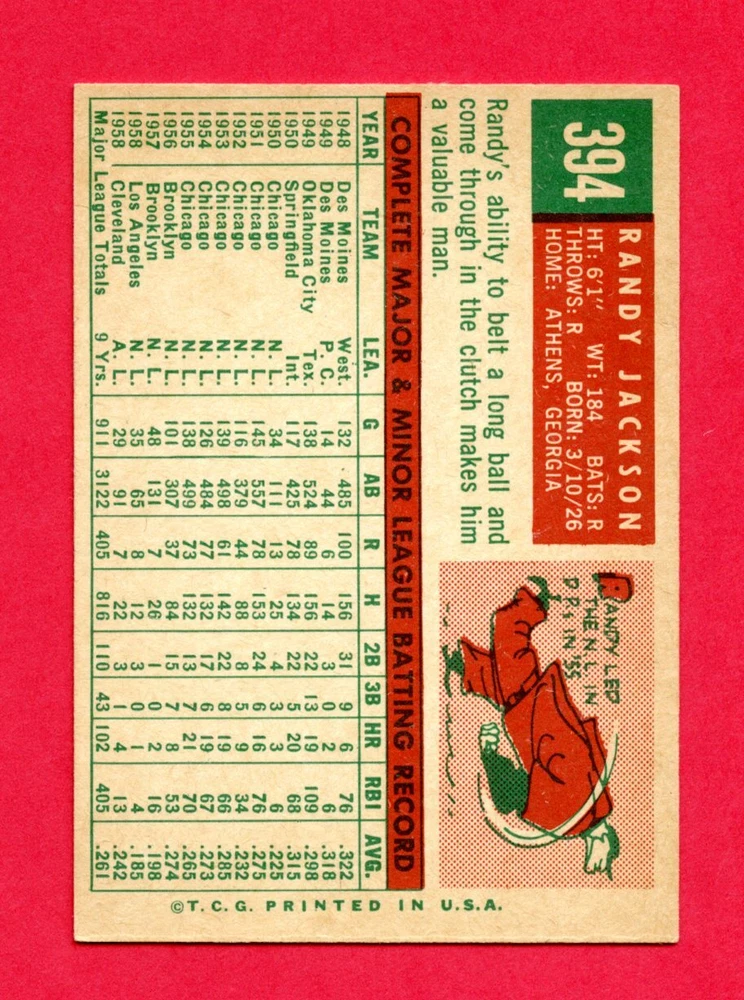 394
RANDY JACKSON
HT: 6'1" WT: 184 BATS: R
THROWS: R BORN: 3/10/26
HOME: ATHENS, GEORGIA
Randy's ability to belt a long ball and
come through in the clutch makes him
a valuable man.
RANDY LED
THE N.L. IN
D.P.s IN '55
COMPLETE MAJOR & MINOR LEAGUE BATTING RECORD
YEAR TEAM LEA. G AB R H 2B 3B HR RBI AVG.
1948 Des Moines West. 132 485 100 156 31 9 6 76 .322
1949 Des Moines P. C. 14 44 6 14 3 0 2 6 .318
1949 Oklahoma City Tex. 138 524 89 156 22 13 19 109 .298
1950 Springfield Int. 117 425 78 134 22 5 20 68 .315
1950 Chicago N. L. 34 111 13 25 4 3 3 6 .225
1951 Chicago N. L. 145 557 78 153 24 6 16 76 .275
1952 Chicago N. L. 116 379 44 88 8 5 9 34 .232
1953 Chicago N. L. 139 498 61 142 22 8 19 66 .285
1954 Chicago N. L. 126 484 77 132 17 6 19 67 .273
1955 Chicago N. L. 138 499 73 132 13 7 21 70 .265
1956 Brooklyn N. L. 101 307 37 84 15 7 8 53 .274
1957 Brooklyn N. L. 48 131 7 26 1 0 2 16 .198
1958 Los Angeles N. L. 35 65 8 12 3 0 1 4 .185
1958 Cleveland A. L. 29 91 7 22 3 1 4 13 .242
Major League Totals 9 Yrs. 911 3122 405 816 110 43 102 405 .261
© T. C. G. PRINTED IN U.S.A.